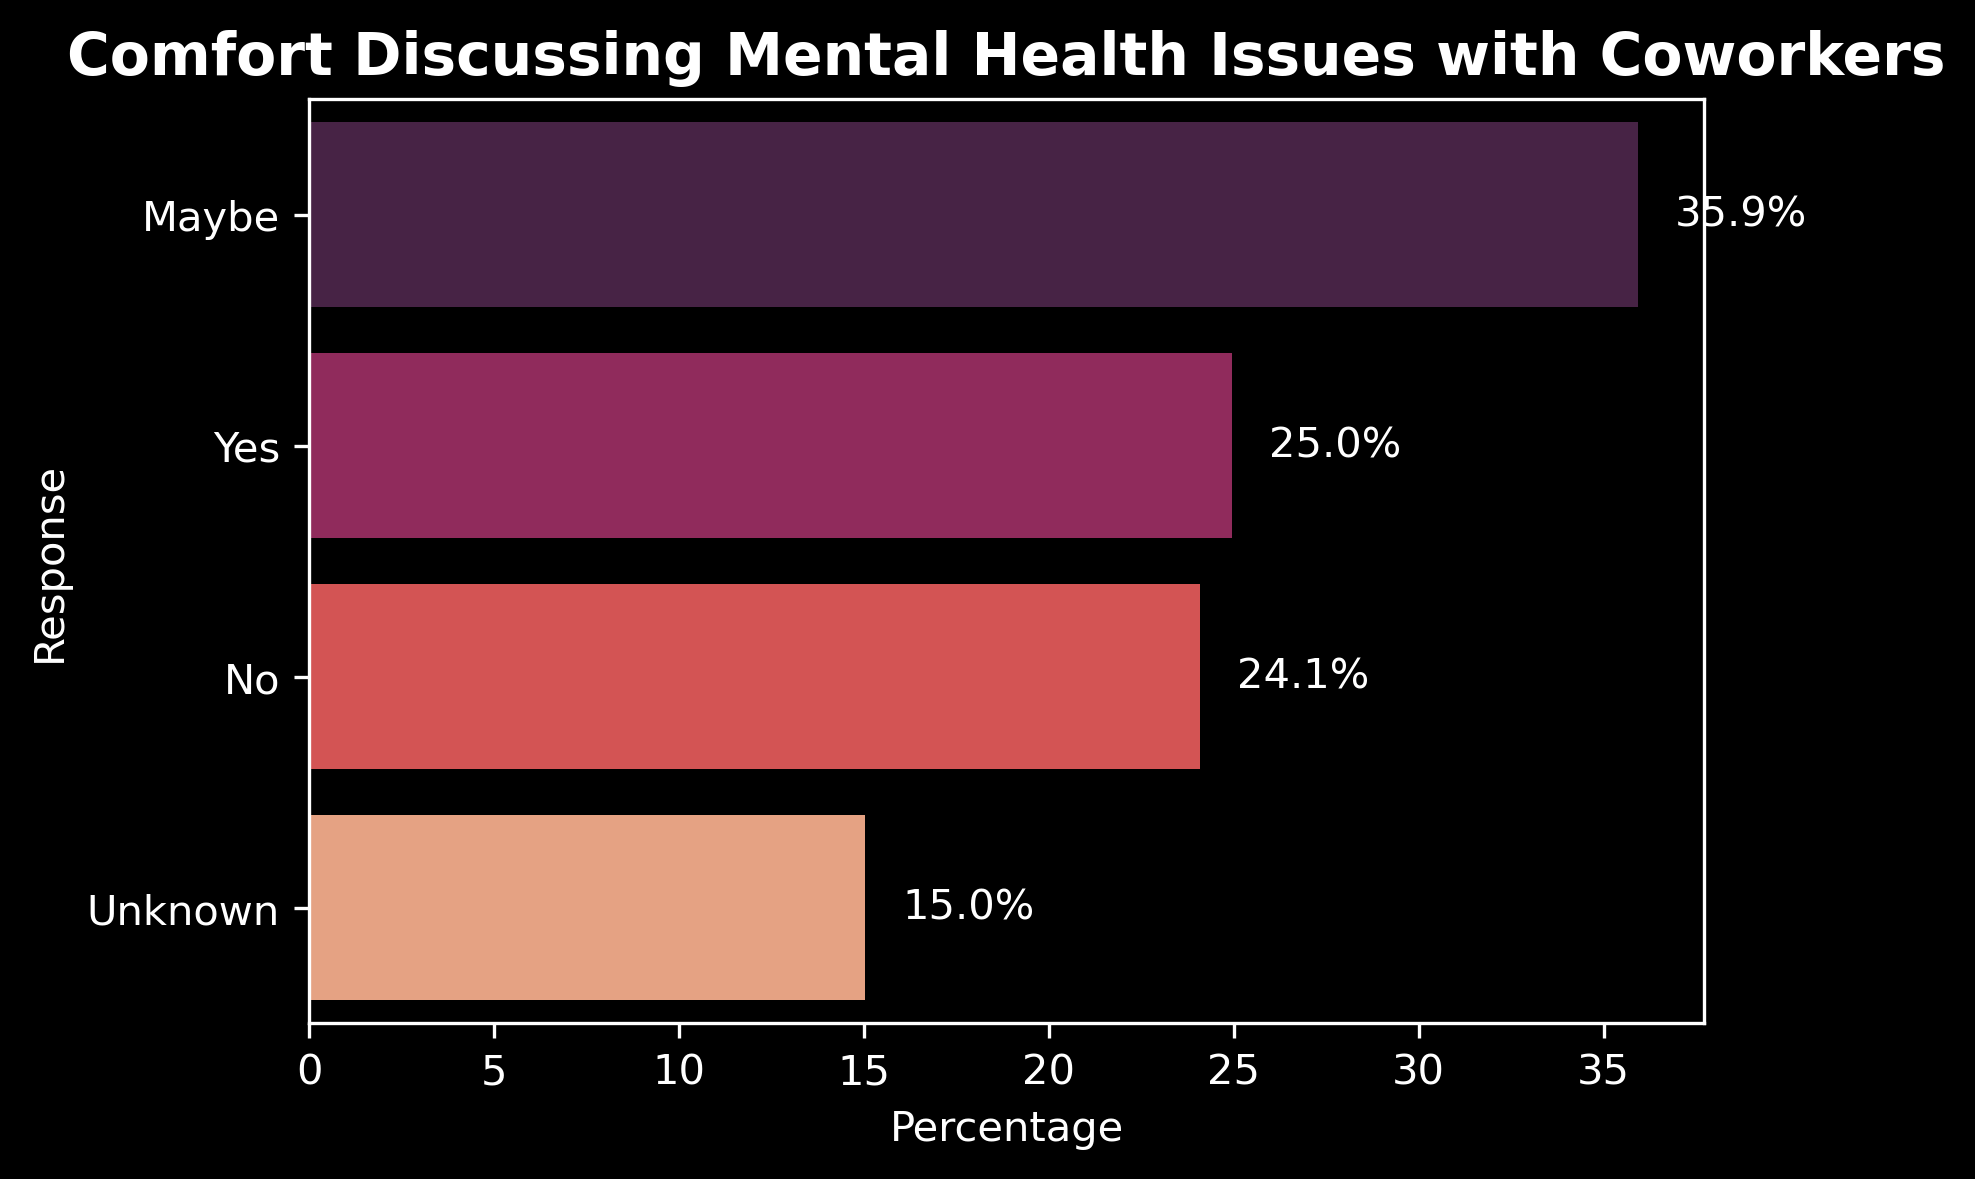 Comfort Discussing Mental Health Issues with Coworkers
Response
Maybe
35.9%
Yes
25.0%
No
24.1%
Unknown
15.0%
0 5 10 15 20 25 30 35
Percentage